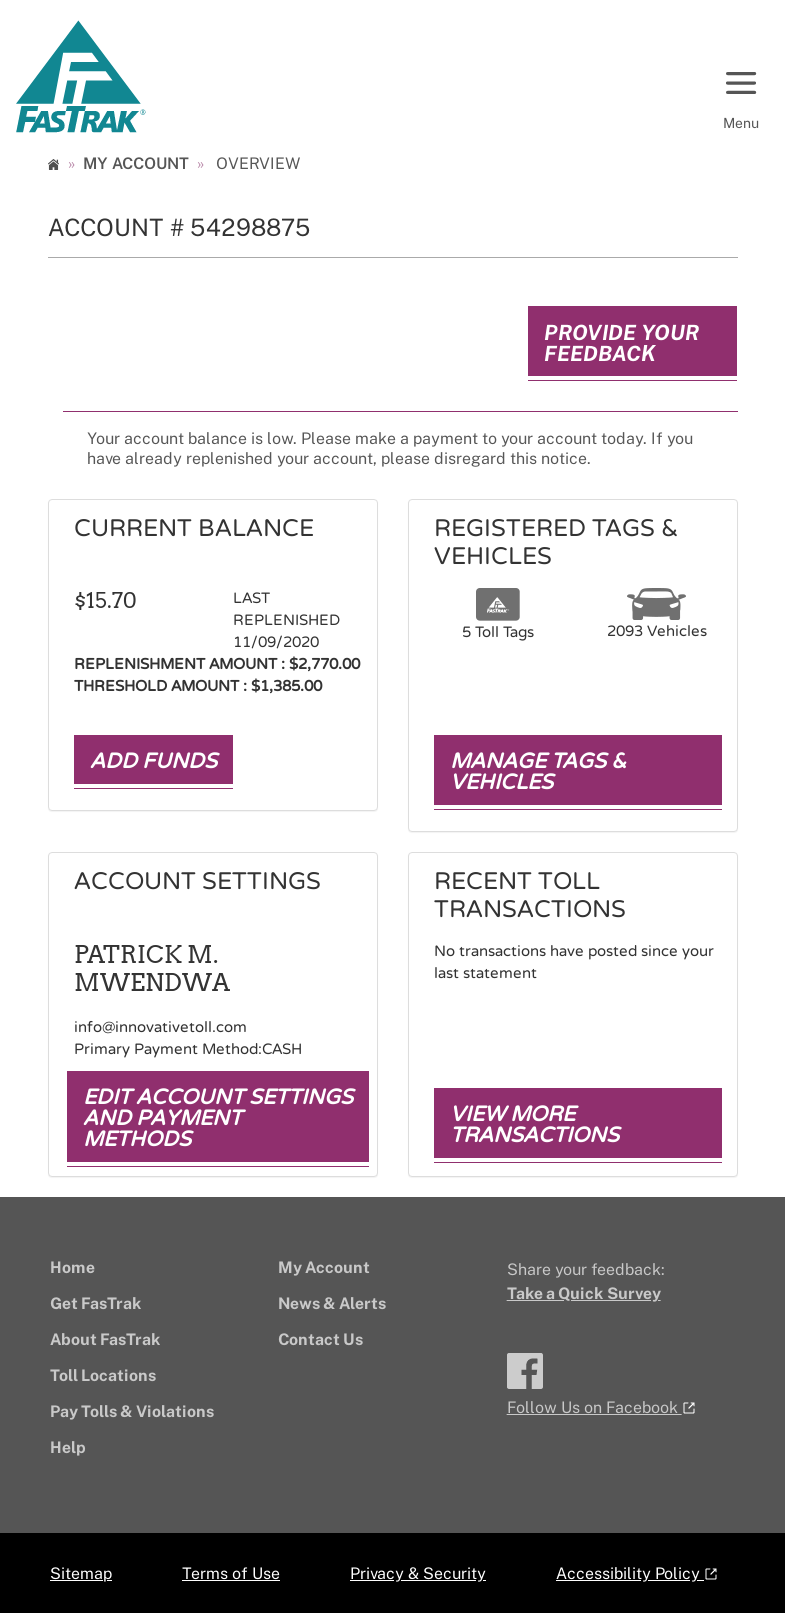 FT
FASTRAK®
Menu
» MY ACCOUNT » OVERVIEW
ACCOUNT # 54298875
PROVIDE YOUR
FEEDBACK
Your account balance is low. Please make a payment to your account today. If you
have already replenished your account, please disregard this notice.
CURRENT BALANCE
$15.70
LAST
REPLENISHED
11/09/2020
REPLENISHMENT AMOUNT : $2,770.00
THRESHOLD AMOUNT : $1,385.00
ADD FUNDS
REGISTERED TAGS &
VEHICLES
FASTRAK
5 Toll Tags
2093 Vehicles
MANAGE TAGS &
VEHICLES
ACCOUNT SETTINGS
PATRICK M.
MWENDWA
info@innovativetoll.com
Primary Payment Method:CASH
EDIT ACCOUNT SETTINGS
AND PAYMENT
METHODS
RECENT TOLL
TRANSACTIONS
No transactions have posted since your
last statement
VIEW MORE
TRANSACTIONS
Home
Get FasTrak
About FasTrak
Toll Locations
Pay Tolls & Violations
Help
My Account
News & Alerts
Contact Us
Share your feedback:
Take a Quick Survey
Follow Us on Facebook
Sitemap
Terms of Use
Privacy & Security
Accessibility Policy